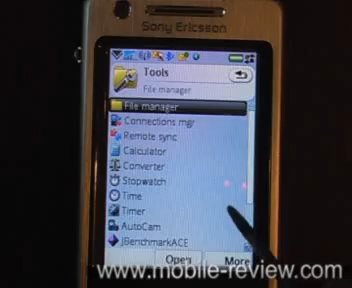 Sony Ericsson
Tools
File manager
File manager
Connections mgr
Remote sync
Calculator
Converter
Stopwatch
Time
Timer
AutoCam
JBenchmarkACE
Open
More
www.mobile-review.com